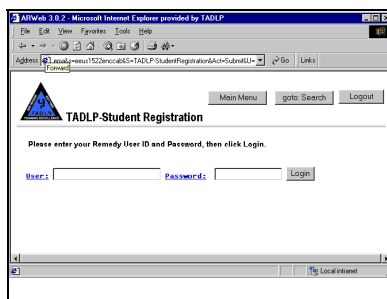 ARWeb 3.0.2 - Microsoft Internet Explorer provided by TADLP
File Edit View Favorites Tools Help
Address Go Links
Forward
Main Menu goto: Search Logout
TADLP
TADLP-Student Registration
Please enter your Remedy User ID and Password, then click Login.
User: Password: Login
Local intranet